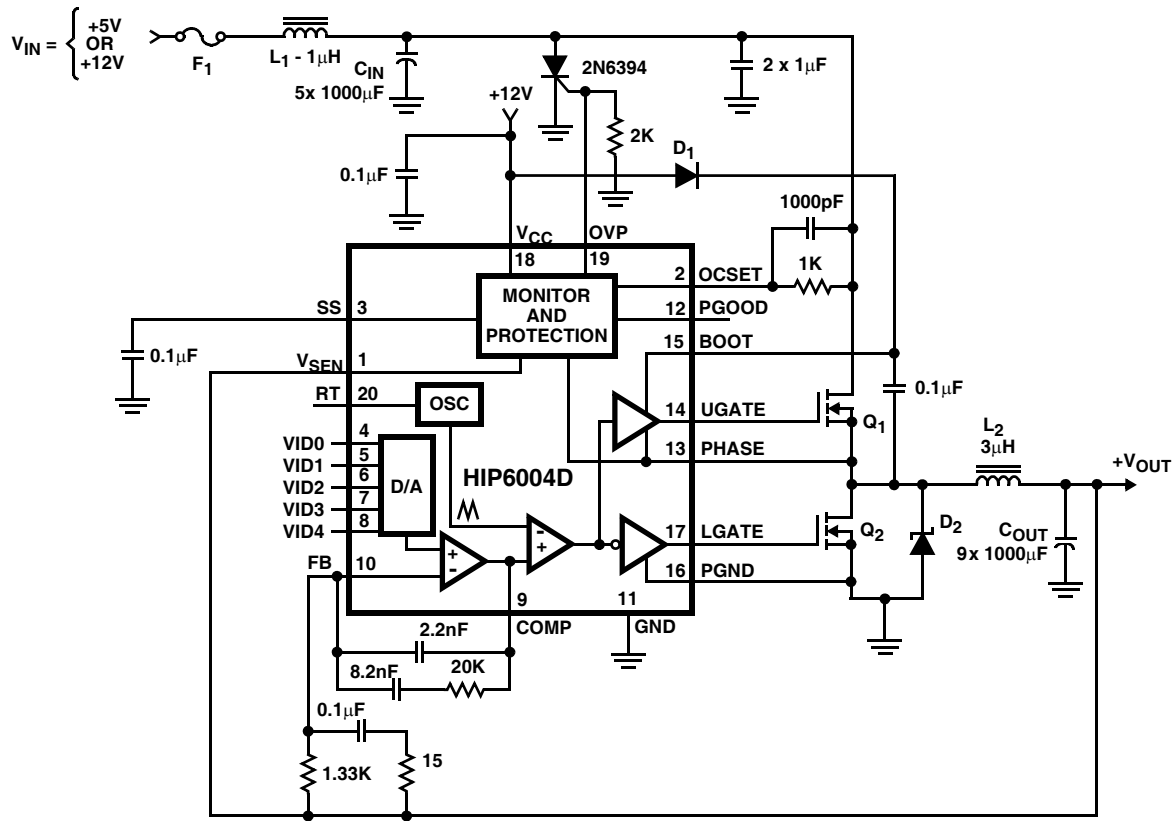 V_IN = { +5V OR +12V
F1
L1 - 1μH
C_IN
5x 1000μF
2N6394
2 x 1μF
+12V
2K
D1
0.1μF
1000pF
V_CC
OVP
18
19
2
OCSET
1K
MONITOR
AND
PROTECTION
SS
3
12
PGOOD
15
BOOT
0.1μF
V_SEN
1
0.1μF
RT
20
OSC
14
UGATE
Q1
L2
3μH
VID0
4
VID1
5
VID2
6
VID3
7
VID4
8
D/A
HIP6004D
13
PHASE
+V_OUT
+
-
-
+
17
LGATE
Q2
D2
C_OUT
9x 1000μF
FB
10
16
PGND
9
COMP
11
GND
2.2nF
8.2nF
20K
0.1μF
1.33K
15